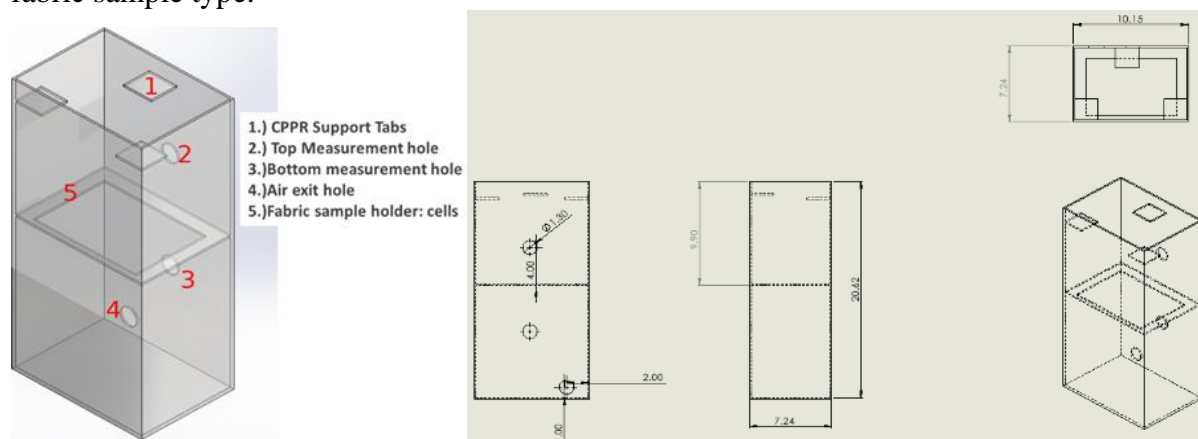 fabric sample type.
1
2
5
3
4
1.) CPPR Support Tabs
2.) Top Measurement hole
3.)Bottom measurement hole
4.)Air exit hole
5.)Fabric sample holder: cells
10.15
7.24
Ø1.30
4.00
9.90
20.62
2.00
.00
7.24